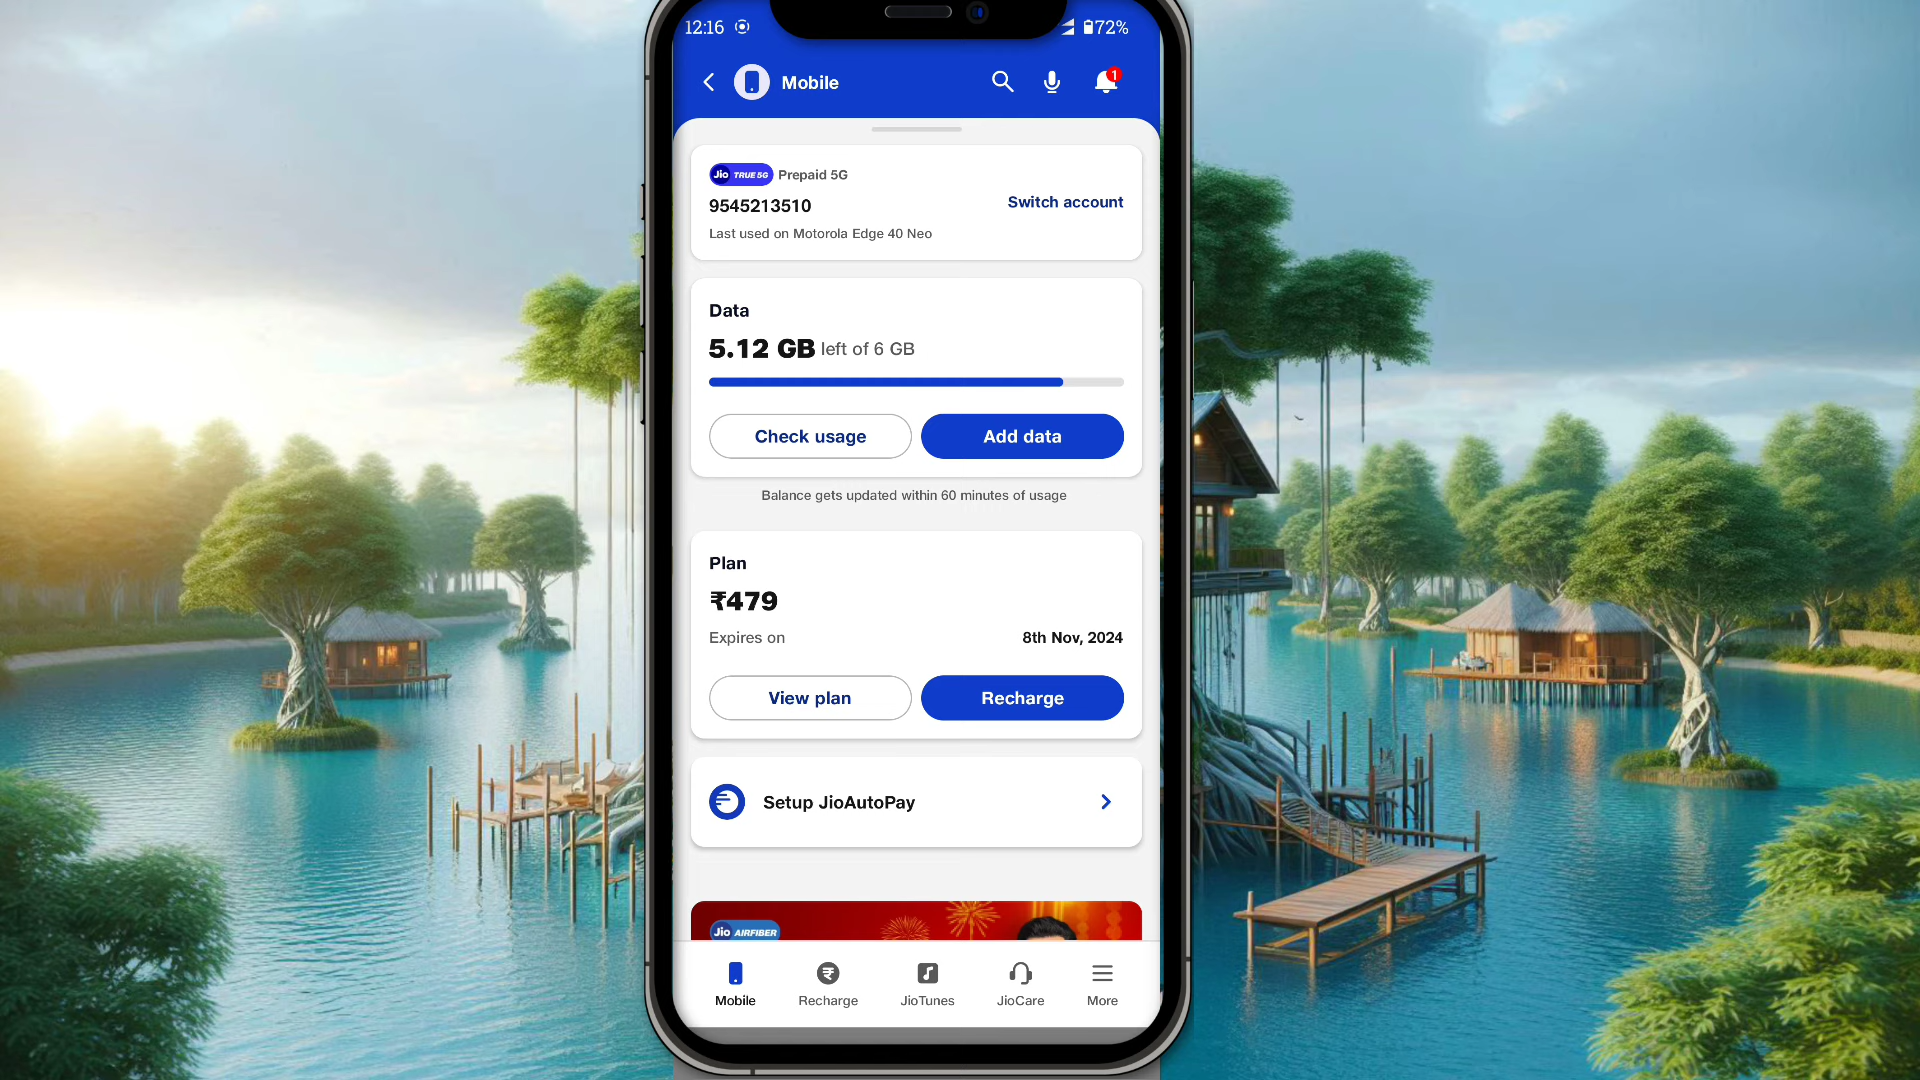 12:16 72%
Mobile 1
Jio TRUE 5G Prepaid 5G
9545213510
Switch account
Last used on Motorola Edge 40 Neo
Data
5.12 GB left of 6 GB
Check usage Add data
Balance gets updated within 60 minutes of usage
Plan
₹479
Expires on 8th Nov, 2024
View plan Recharge
Setup JioAutoPay
Jio AIRFIBER
Mobile Recharge JioTunes JioCare More